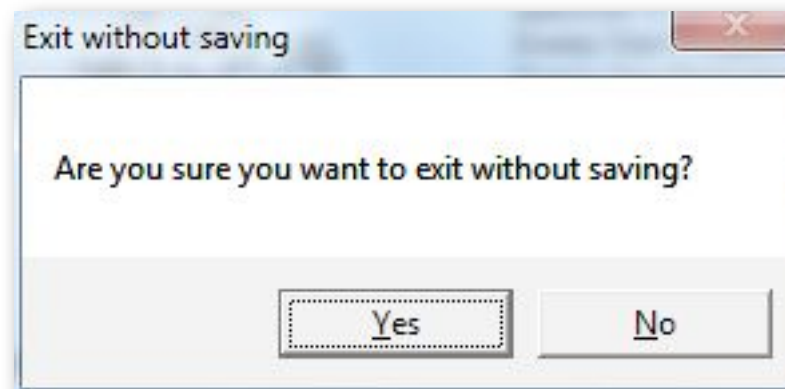 Exit without saving
Are you sure you want to exit without saving?
Yes
No